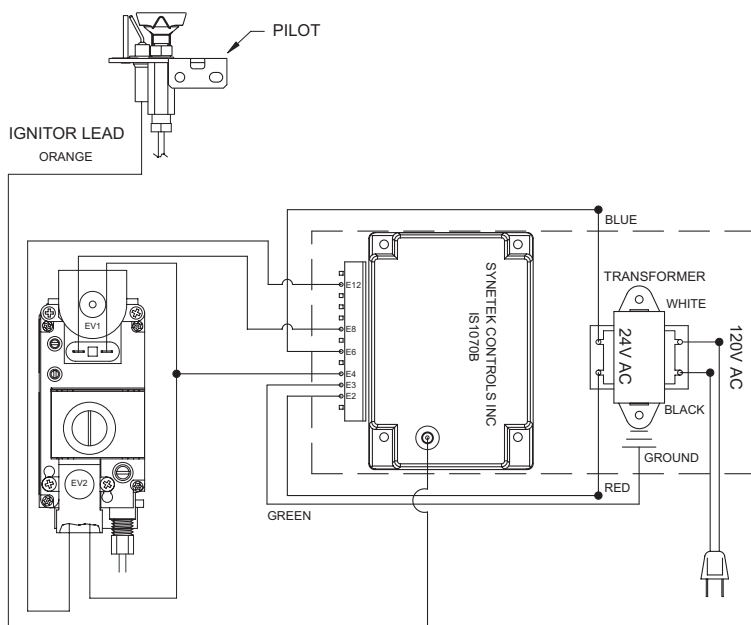 PILOT
IGNITOR LEAD
ORANGE
BLUE
TRANSFORMER
WHITE
24V AC
120V AC
BLACK
GROUND
RED
GREEN
SYNETEK CONTROLS INC
IS1070B
E12
E8
E6
E4
E3
E2
EV1
EV2